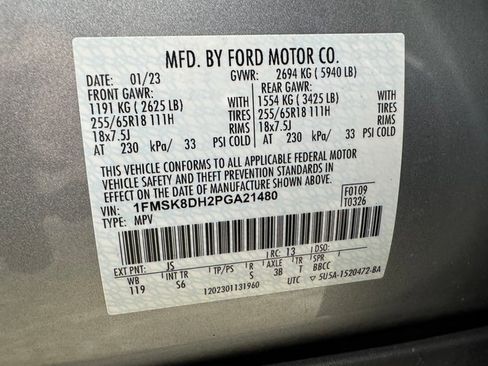 MFD. BY FORD MOTOR CO.
DATE: 01/23 GVWR: 2694 KG ( 5940 LB)
FRONT GAWR: REAR GAWR:
1191 KG ( 2625 LB) WITH 1554 KG ( 3425 LB) WITH
255/65R18 111H TIRES 255/65R18 111H TIRES
18x7.5J RIMS 18x7.5J RIMS
AT 230 kPa/ 33 PSI COLD AT 230 kPa/ 33 PSI COLD
THIS VEHICLE CONFORMS TO ALL APPLICABLE FEDERAL MOTOR
VEHICLE SAFETY AND THEFT PREVENTION STANDARDS IN
EFFECT ON THE DATE OF MANUFACTURE SHOWN ABOVE.
VIN: 1FMSK8DH2PGA21480 F0109
TYPE: MPV T0326
EXT PNT: JS RC: 13 DSO:
WB INT TR TP/PS R AXLE TR SPR
119 S6 S 3B T BBCC
1202301131960 UTC ▽ 5U5A-1520472-BA